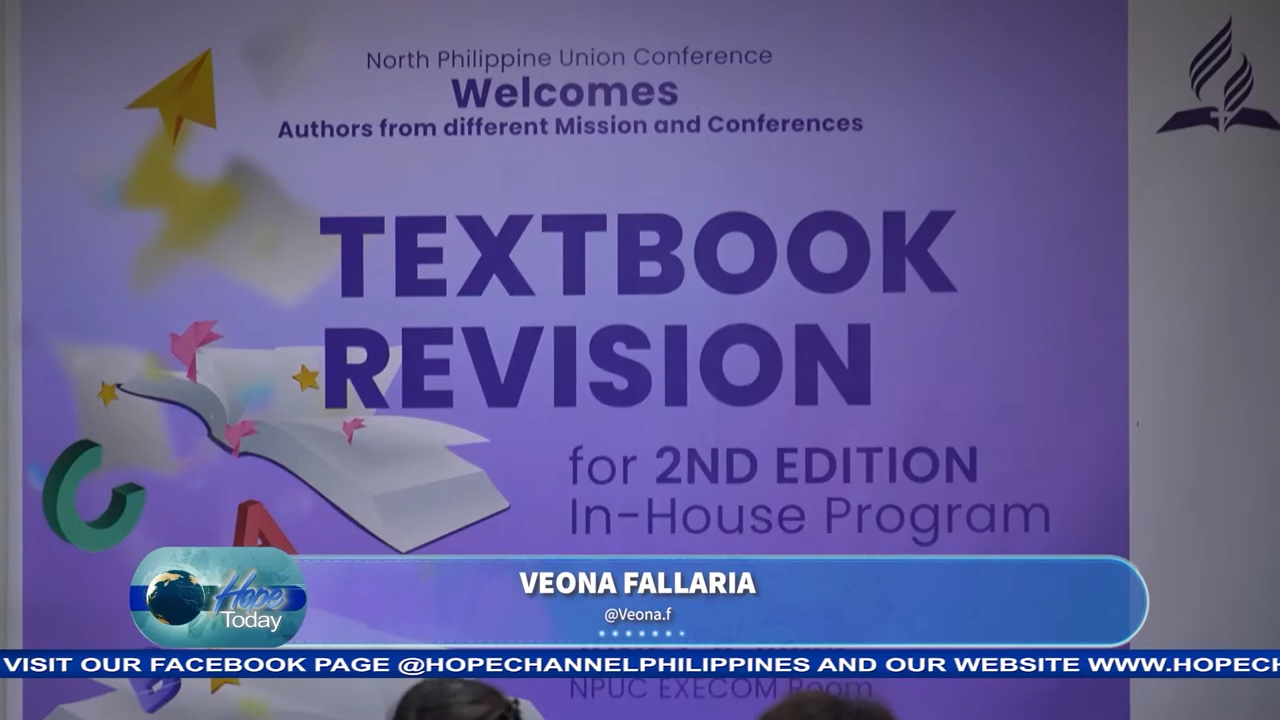 North Philippine Union Conference
Welcomes
Authors from different Mission and Conferences
TEXTBOOK
REVISION
for 2ND EDITION
In-House Program
C
A
Hope
Today
VEONA FALLARIA
@Veona.f
VISIT OUR FACEBOOK PAGE @HOPECHANNELPHILIPPINES AND OUR WEBSITE WWW.HOPECH
NPUC EXECOM Room